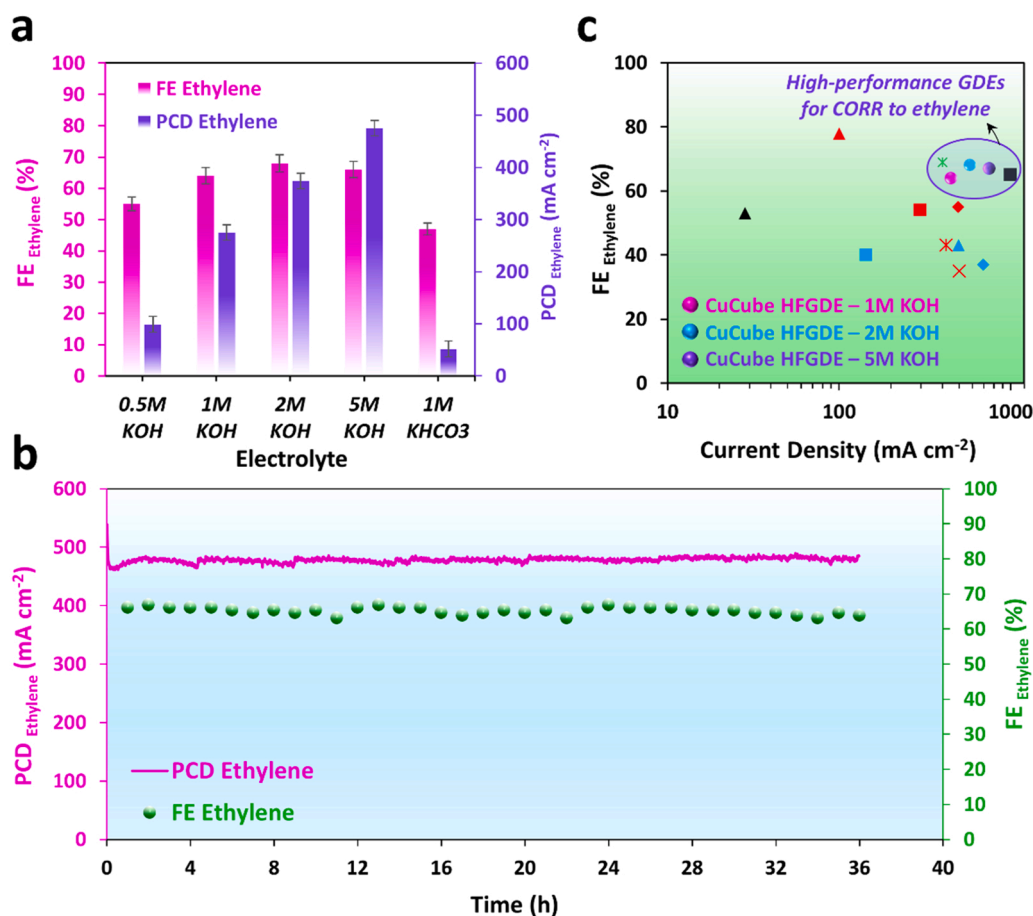 a
FE Ethylene (%)
100
90
80
70
60
50
40
30
20
10
0
FE Ethylene
PCD Ethylene
600
500
400
300
200
100
0
PCD Ethylene (mA cm-2)
0.5M KOH
1M KOH
2M KOH
5M KOH
1M KHCO3
Electrolyte
c
FE Ethylene (%)
100
80
60
40
20
0
High-performance GDEs
for CORR to ethylene
CuCube HFGDE – 1M KOH
CuCube HFGDE – 2M KOH
CuCube HFGDE – 5M KOH
10
100
1000
1200
Current Density (mA cm-2)
b
PCD Ethylene (mA cm-2)
600
500
400
300
200
100
0
PCD Ethylene
FE Ethylene
100
90
80
70
60
50
40
30
20
10
0
FE Ethylene (%)
0
4
8
12
16
20
24
28
32
36
40
Time (h)